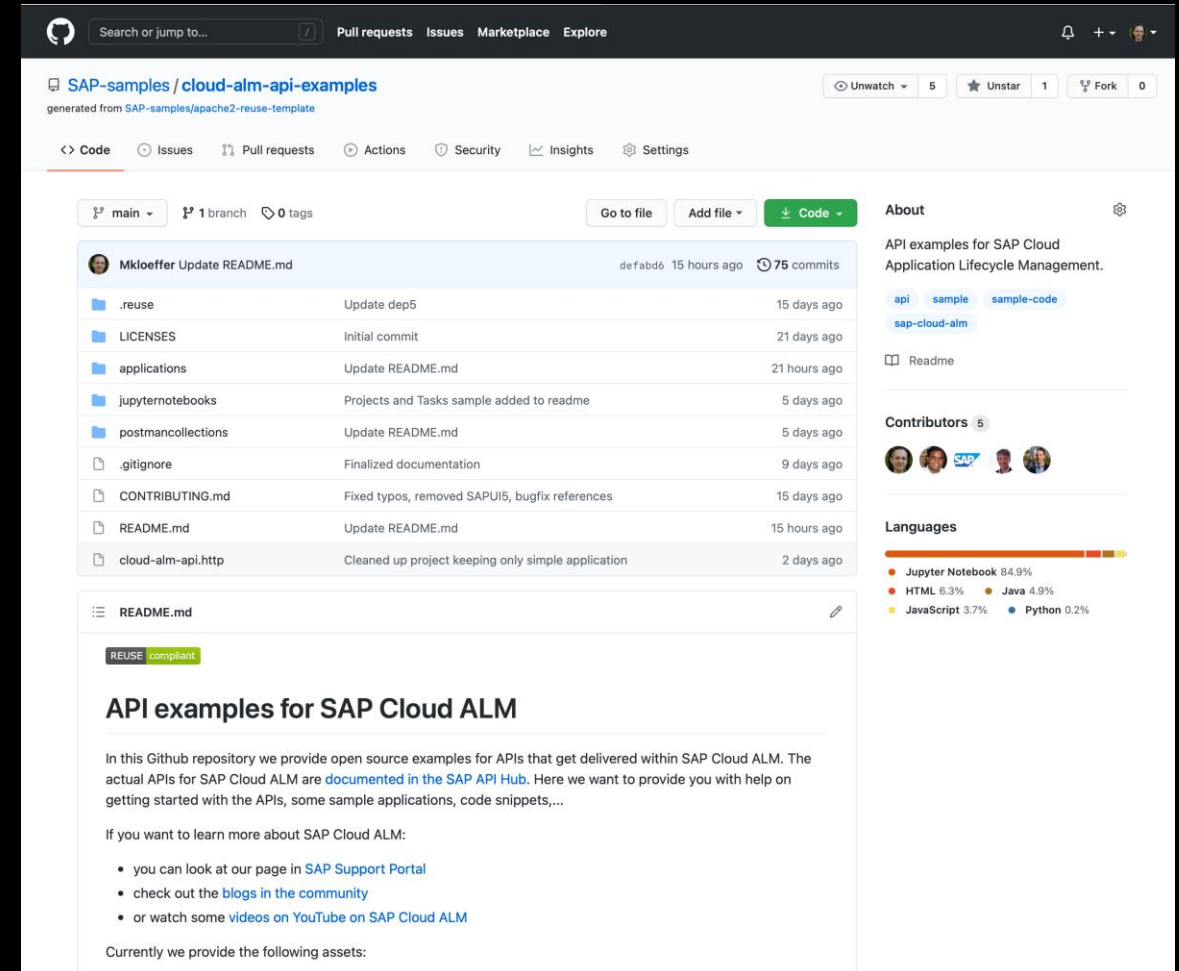 Search or jump to... /
Pull requests Issues Marketplace Explore
SAP-samples / cloud-alm-api-examples
generated from SAP-samples/apache2-reuse-template
Unwatch 5 Unstar 1 Fork 0
<> Code Issues Pull requests Actions Security Insights Settings
main 1 branch 0 tags Go to file Add file Code
Mkloeffer Update README.md defabd6 15 hours ago 75 commits
.reuse Update dep5 15 days ago
LICENSES Initial commit 21 days ago
applications Update README.md 21 hours ago
jupyternotebooks Projects and Tasks sample added to readme 5 days ago
postmancollections Update README.md 5 days ago
.gitignore Finalized documentation 9 days ago
CONTRIBUTING.md Fixed typos, removed SAPUI5, bugfix references 15 days ago
README.md Update README.md 15 hours ago
cloud-alm-api.http Cleaned up project keeping only simple application 2 days ago
README.md
REUSE compliant
API examples for SAP Cloud ALM
In this Github repository we provide open source examples for APIs that get delivered within SAP Cloud ALM. The
actual APIs for SAP Cloud ALM are documented in the SAP API Hub. Here we want to provide you with help on
getting started with the APIs, some sample applications, code snippets,...
If you want to learn more about SAP Cloud ALM:
• you can look at our page in SAP Support Portal
• check out the blogs in the community
• or watch some videos on YouTube on SAP Cloud ALM
Currently we provide the following assets:
About
API examples for SAP Cloud
Application Lifecycle Management.
api sample sample-code
sap-cloud-alm
Readme
Contributors 5
SAP
Languages
Jupyter Notebook 84.9%
HTML 6.3% Java 4.9%
JavaScript 3.7% Python 0.2%